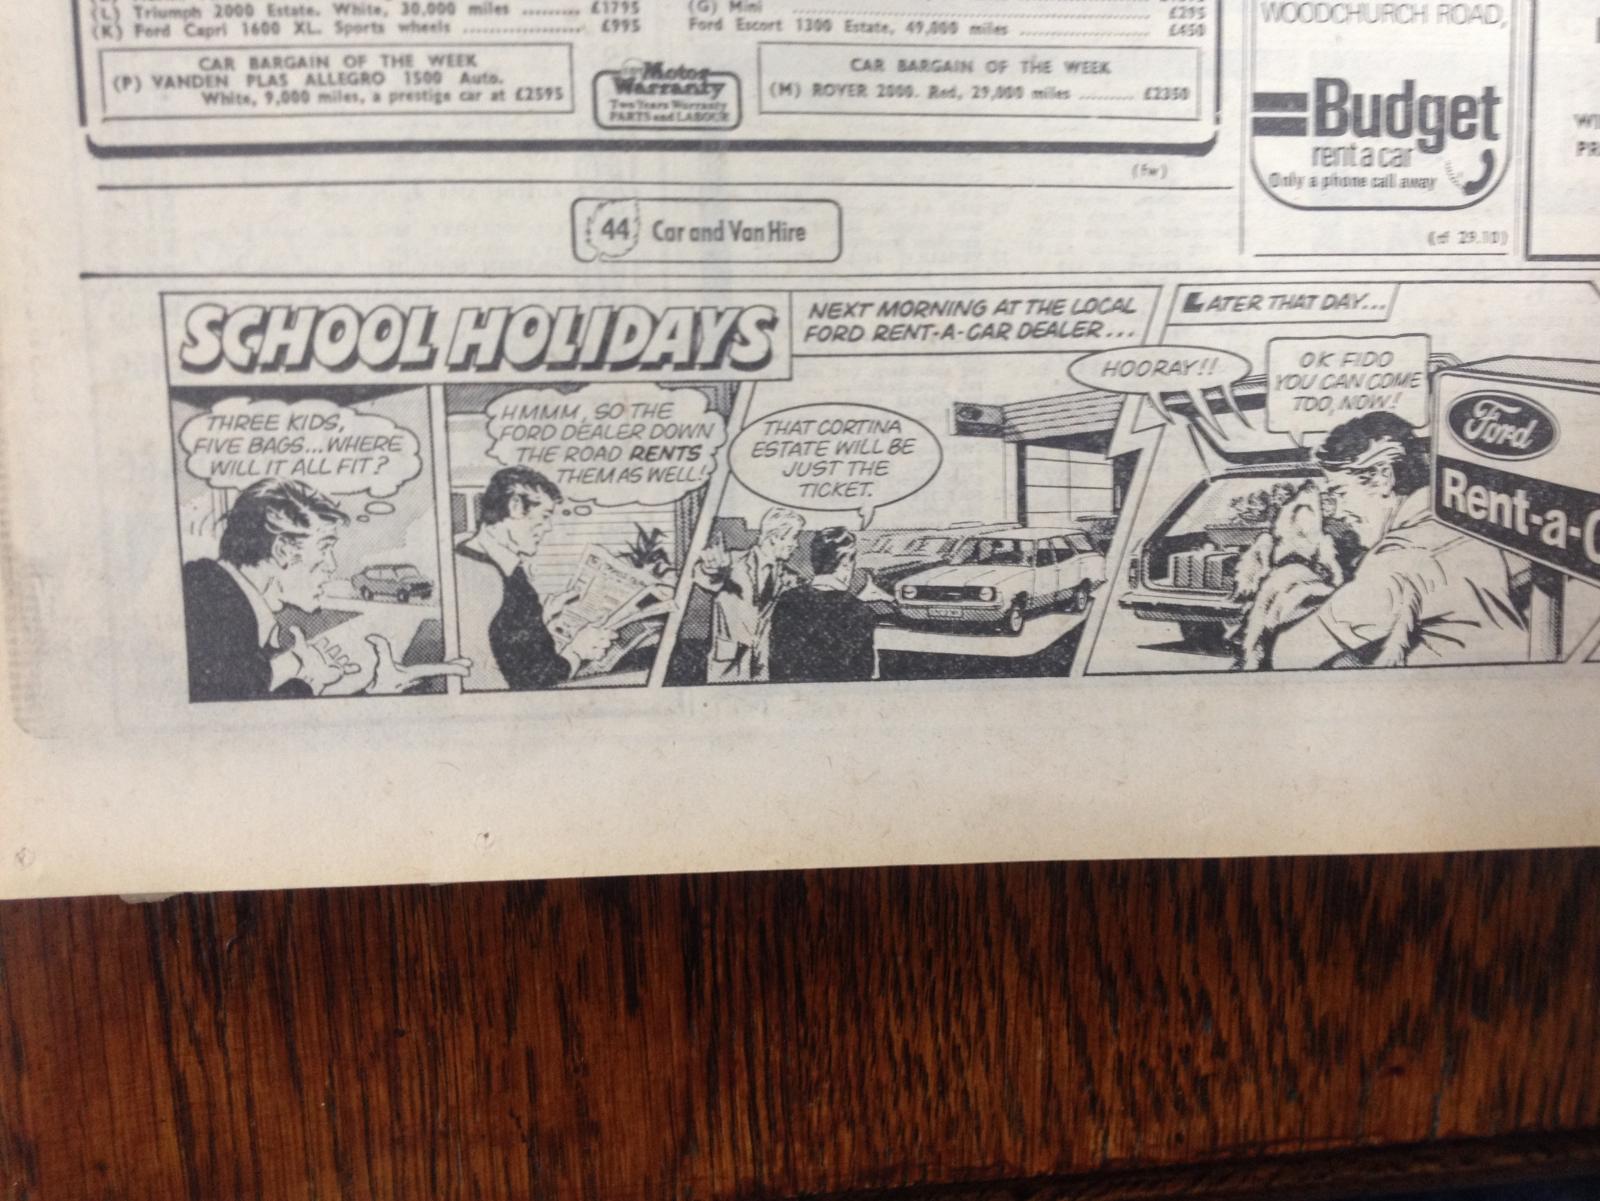 (L) Triumph 2000 Estate. White, 30,000 miles ......... £1795
(K) Ford Capri 1600 XL. Sports wheels .................. £995
CAR BARGAIN OF THE WEEK
(P) VANDEN PLAS ALLEGRO 1500 Auto.
White, 9,000 miles, a prestige car at £2595
Motor
Warranty
Two Years Warranty
PARTS and LABOUR
(G) Mini .................. £295
Ford Escort 1300 Estate, 49,000 miles .................. £450
CAR BARGAIN OF THE WEEK
(M) ROVER 2000. Red, 29,000 miles ......... £2350
(fw)
WOODCHURCH ROAD,
Budget
rent a car
Only a phone call away
(cf 29.10)
44 Car and Van Hire
SCHOOL HOLIDAYS
THREE KIDS,
FIVE BAGS...WHERE
WILL IT ALL FIT?
HMMM, SO THE
FORD DEALER DOWN
THE ROAD RENTS
THEM AS WELL!
NEXT MORNING AT THE LOCAL
FORD RENT-A-CAR DEALER...
THAT CORTINA
ESTATE WILL BE
JUST THE
TICKET.
LATER THAT DAY...
HOORAY!!
OK FIDO
YOU CAN COME
TOO, NOW!
Ford
Rent-a-C